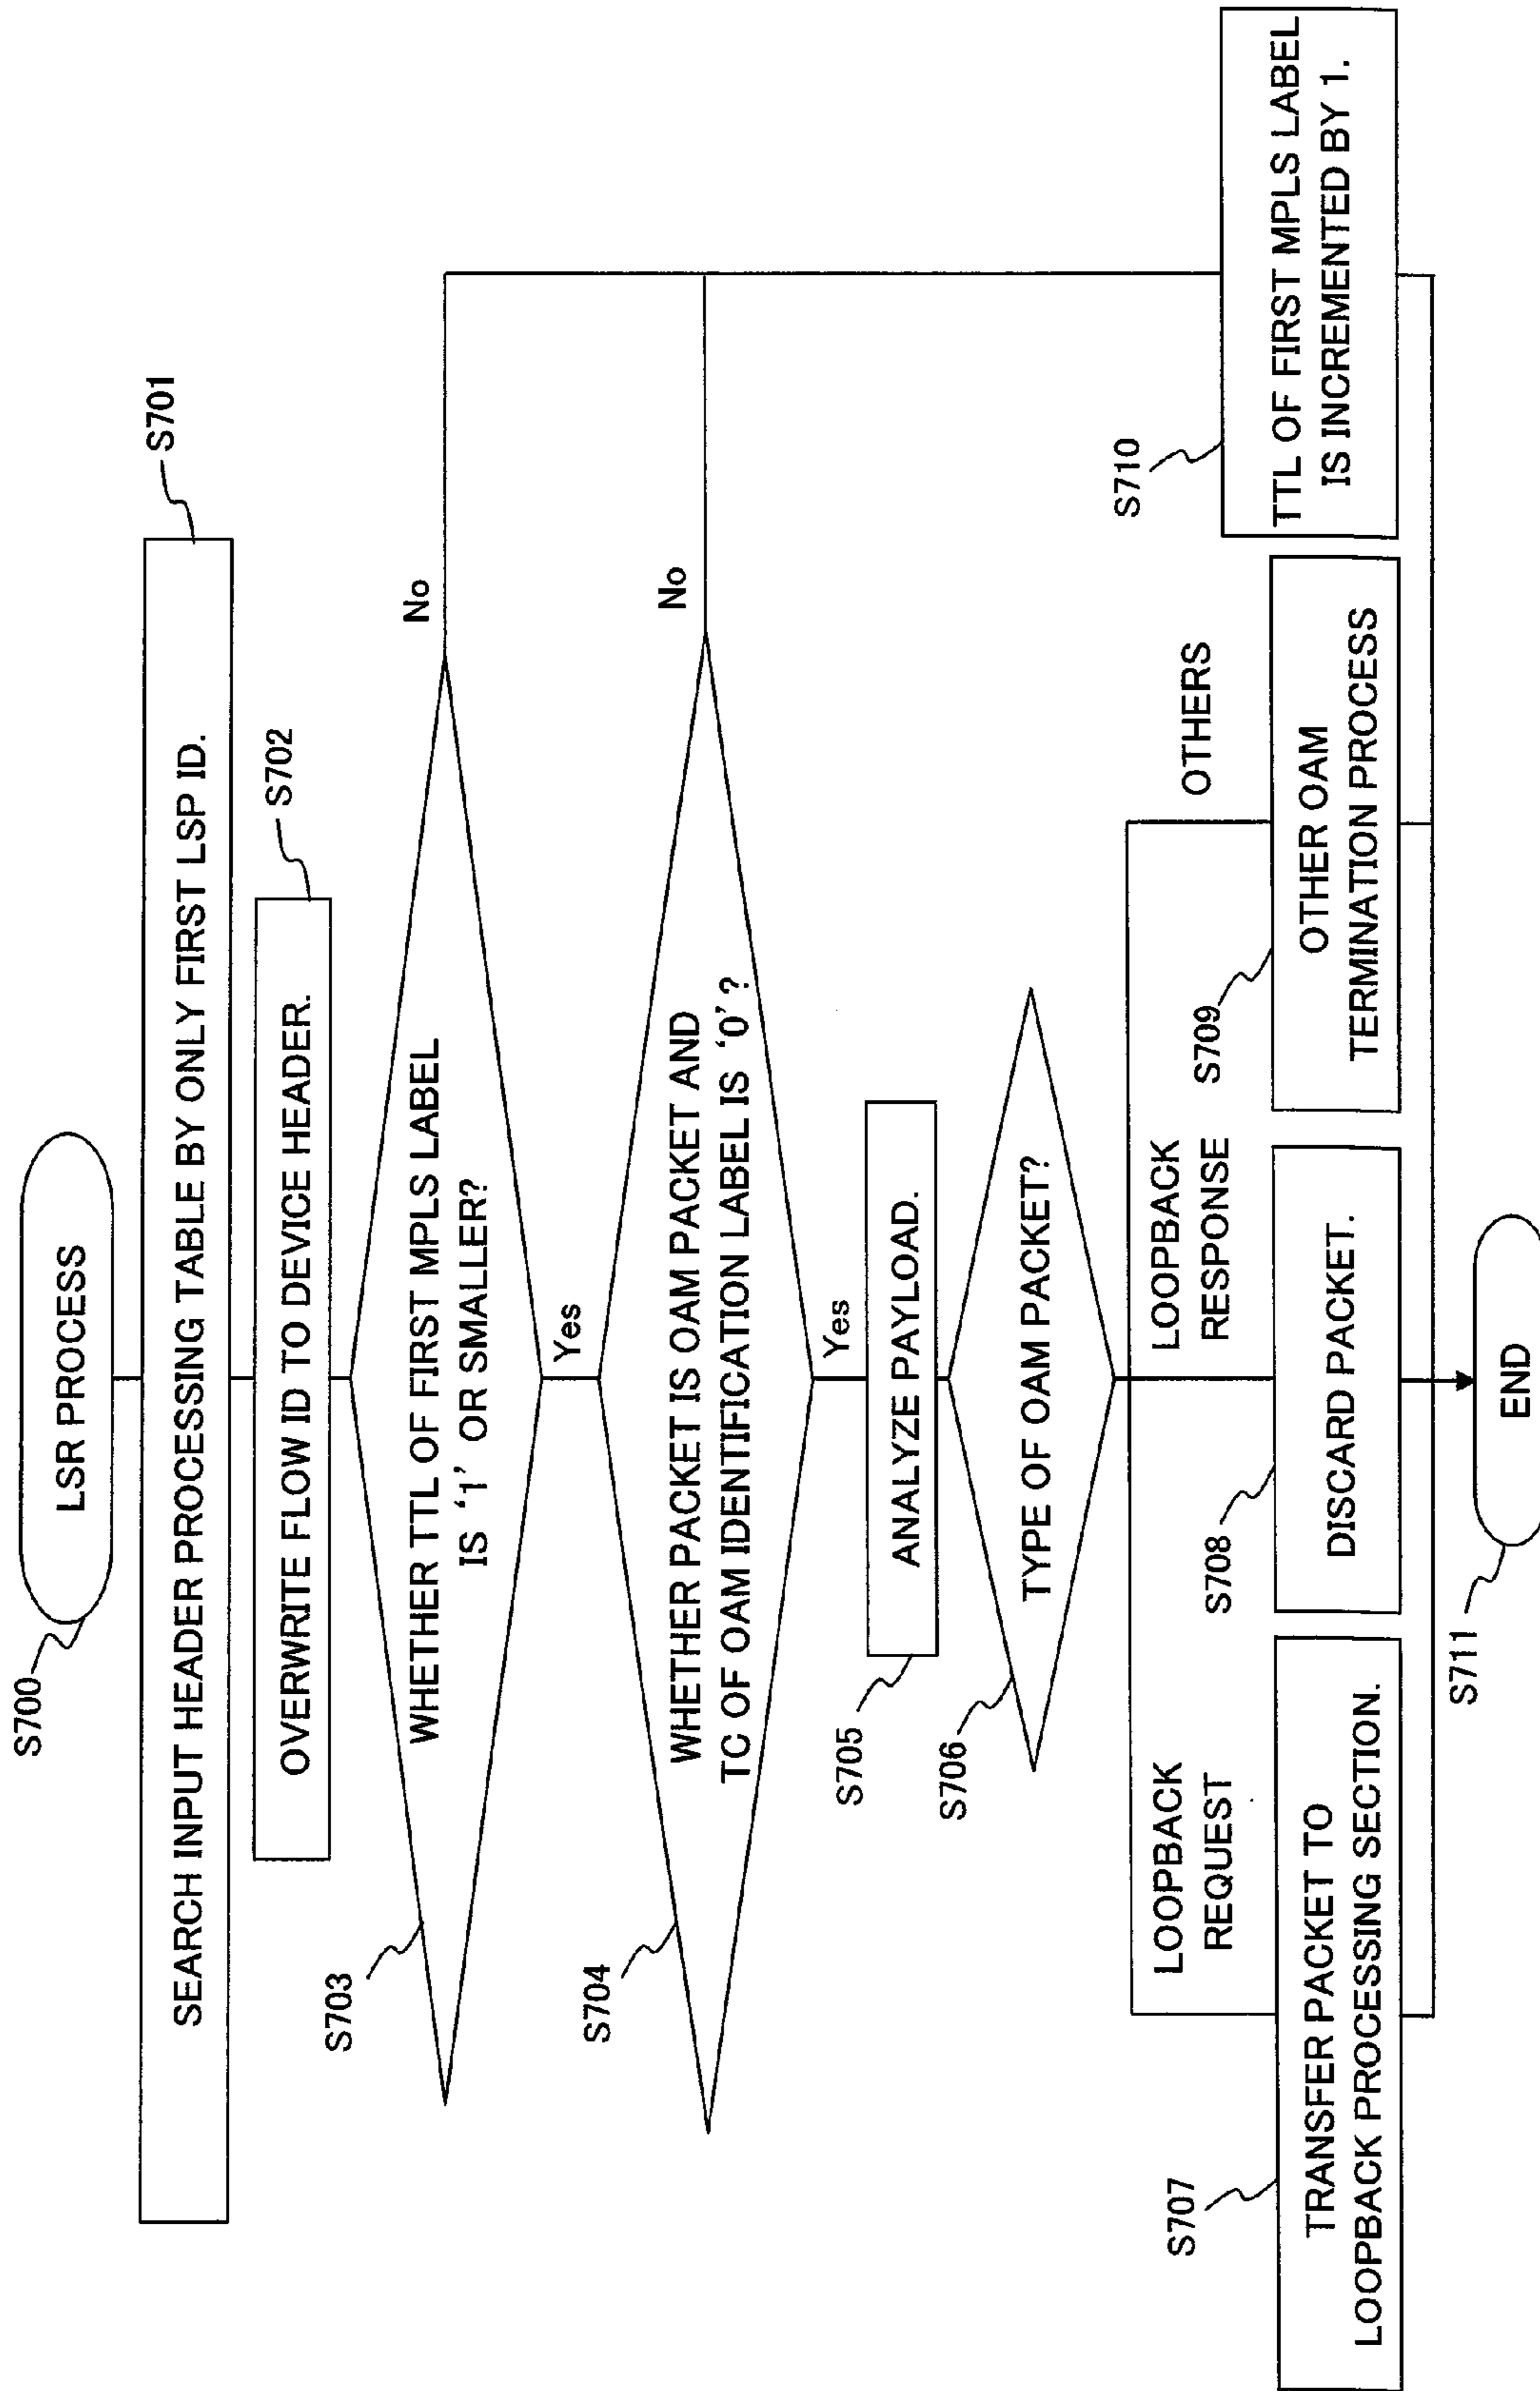 S700
LSR PROCESS
S701
SEARCH INPUT HEADER PROCESSING TABLE BY ONLY FIRST LSP ID.
S702
OVERWRITE FLOW ID TO DEVICE HEADER.
S703
WHETHER TTL OF FIRST MPLS LABEL
IS '1' OR SMALLER?
No
Yes
S704
WHETHER PACKET IS OAM PACKET AND
TC OF OAM IDENTIFICATION LABEL IS '0'?
No
Yes
S705
ANALYZE PAYLOAD.
S706
TYPE OF OAM PACKET?
LOOPBACK
REQUEST
LOOPBACK
RESPONSE
OTHERS
S707
TRANSFER PACKET TO
LOOPBACK PROCESSING SECTION.
S708
DISCARD PACKET.
S709
OTHER OAM
TERMINATION PROCESS
S710
TTL OF FIRST MPLS LABEL
IS INCREMENTED BY 1.
S711
END